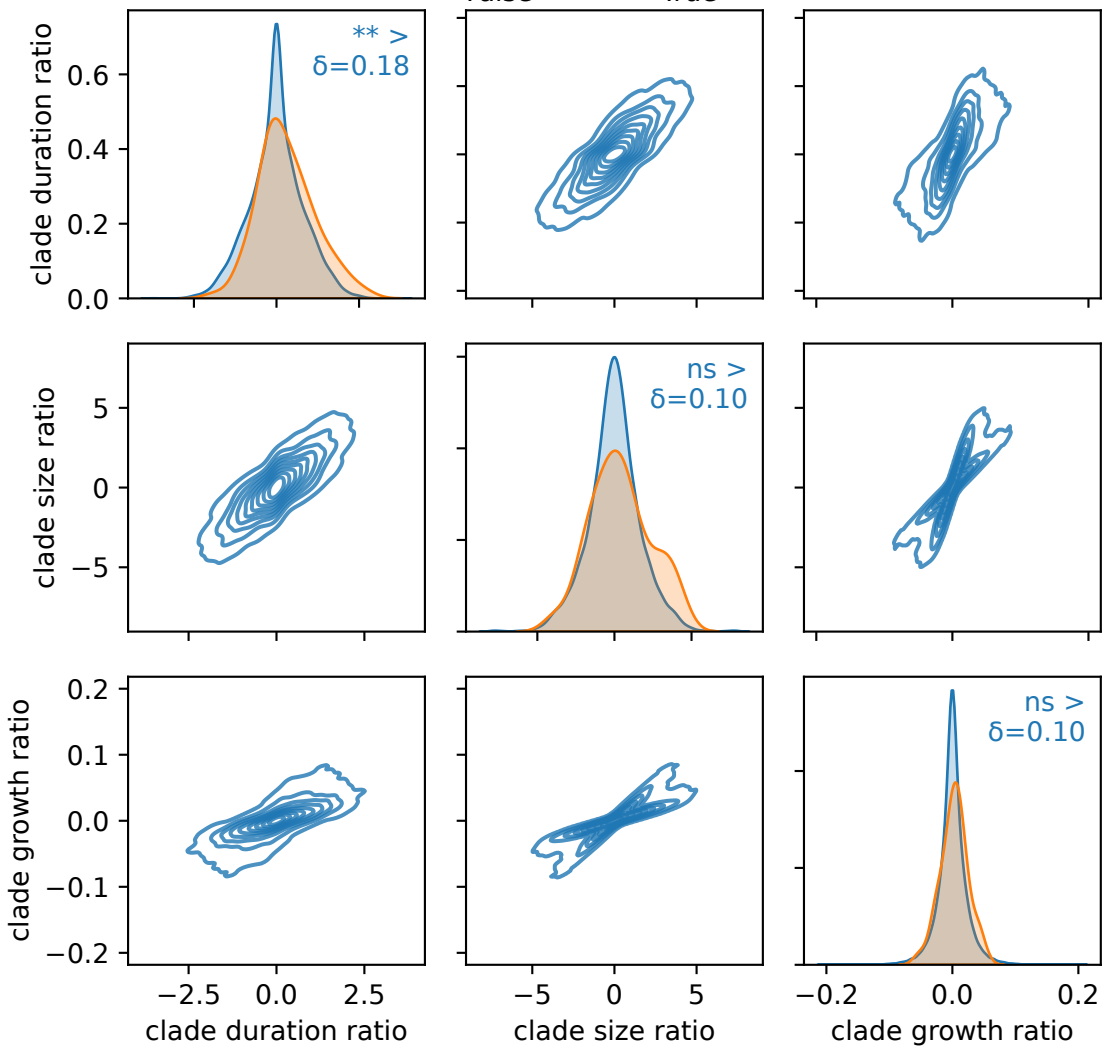 ** >
δ=0.18
clade duration ratio
0.6
0.4
0.2
0.0
ns >
δ=0.10
clade size ratio
5
0
−5
ns >
δ=0.10
clade growth ratio
0.2
0.1
0.0
−0.1
−0.2
−2.5 0.0 2.5
−5 0 5
−0.2 0.0 0.2
clade duration ratio
clade size ratio
clade growth ratio